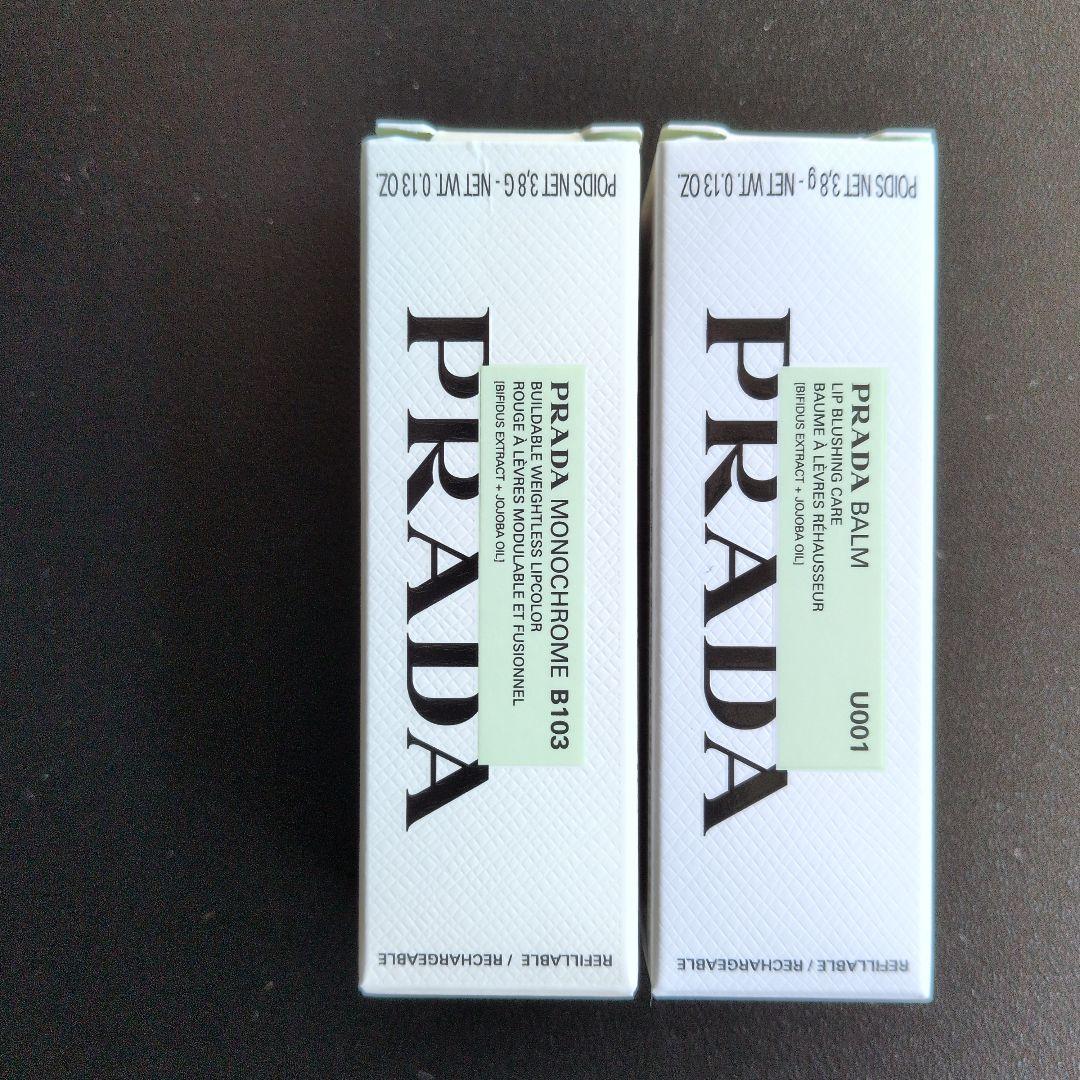 POIDS NET 3,8 G - NET WT. 0.13 OZ.
PRADA
PRADA MONOCHROME B103
BUILDABLE WEIGHTLESS LIPCOLOR
ROUGE À LÈVRES MODULABLE ET FUSIONNEL
[BIFIDUS EXTRACT + JOJOBA OIL]
REFILLABLE / RECHARGEABLE
POIDS NET 3,8 g - NET WT. 0.13 OZ.
PRADA
PRADA BALM U001
LIP BLUSHING CARE
BAUME À LÈVRES RÉHAUSSEUR
[BIFIDUS EXTRACT + JOJOBA OIL]
REFILLABLE / RECHARGEABLE